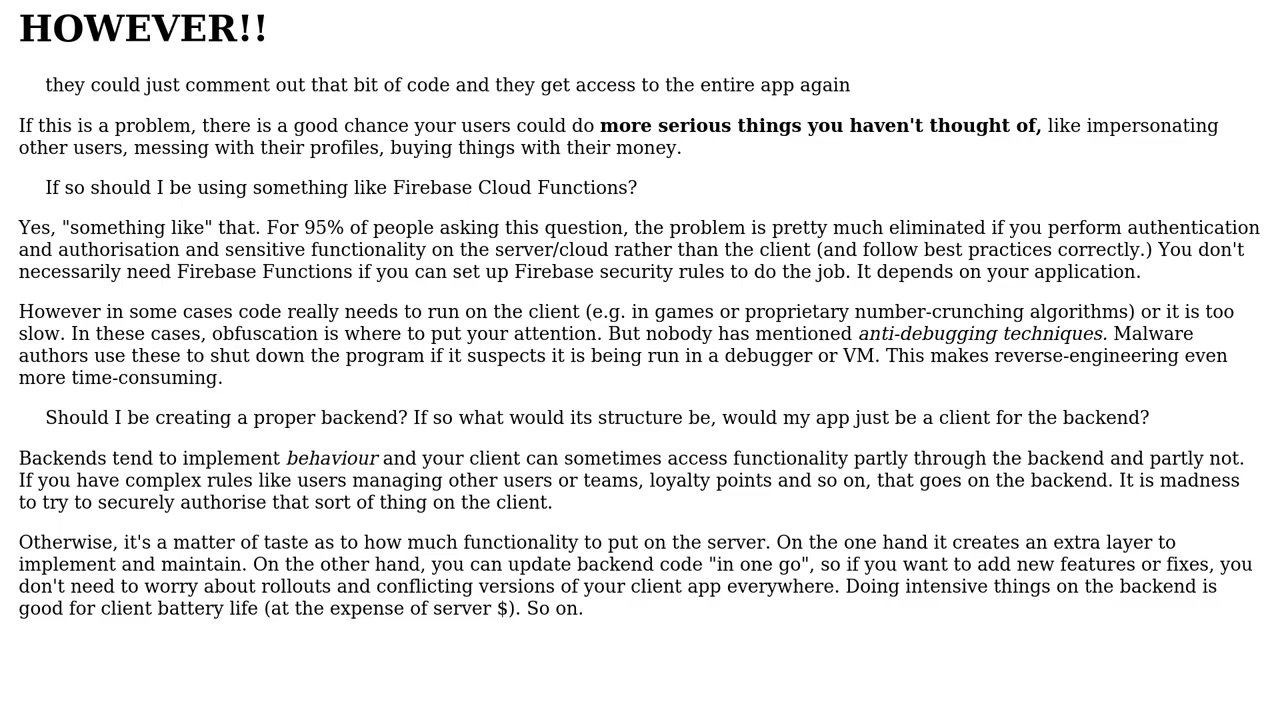 HOWEVER!!
they could just comment out that bit of code and they get access to the entire app again
If this is a problem, there is a good chance your users could do more serious things you haven't thought of, like impersonating
other users, messing with their profiles, buying things with their money.
If so should I be using something like Firebase Cloud Functions?
Yes, "something like" that. For 95% of people asking this question, the problem is pretty much eliminated if you perform authentication
and authorisation and sensitive functionality on the server/cloud rather than the client (and follow best practices correctly.) You don't
necessarily need Firebase Functions if you can set up Firebase security rules to do the job. It depends on your application.
However in some cases code really needs to run on the client (e.g. in games or proprietary number-crunching algorithms) or it is too
slow. In these cases, obfuscation is where to put your attention. But nobody has mentioned anti-debugging techniques. Malware
authors use these to shut down the program if it suspects it is being run in a debugger or VM. This makes reverse-engineering even
more time-consuming.
Should I be creating a proper backend? If so what would its structure be, would my app just be a client for the backend?
Backends tend to implement behaviour and your client can sometimes access functionality partly through the backend and partly not.
If you have complex rules like users managing other users or teams, loyalty points and so on, that goes on the backend. It is madness
to try to securely authorise that sort of thing on the client.
Otherwise, it's a matter of taste as to how much functionality to put on the server. On the one hand it creates an extra layer to
implement and maintain. On the other hand, you can update backend code "in one go", so if you want to add new features or fixes, you
don't need to worry about rollouts and conflicting versions of your client app everywhere. Doing intensive things on the backend is
good for client battery life (at the expense of server $). So on.